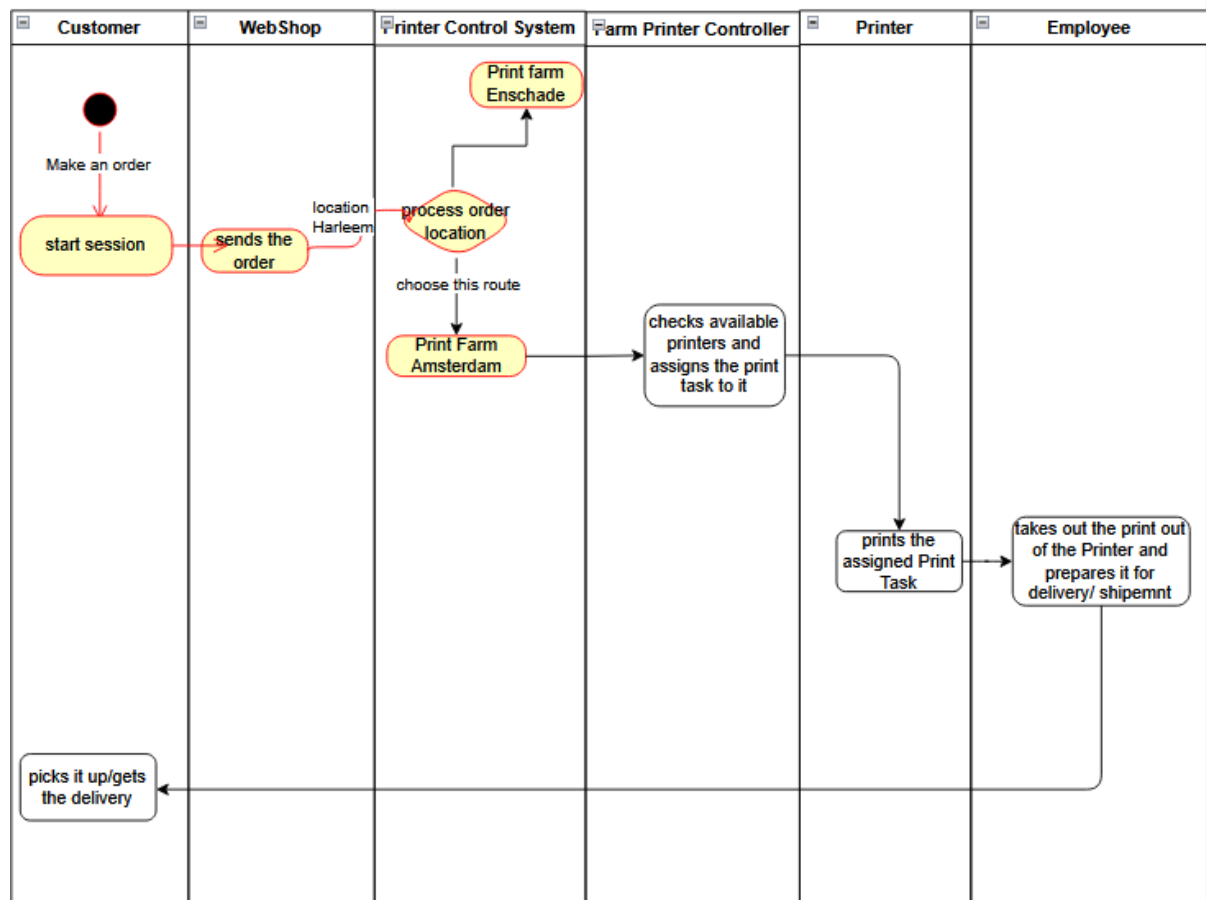 Customer
WebShop
Printer Control System
Farm Printer Controller
Printer
Employee
Print farm
Enschade
Make an order
location
Harleem
process order
location
start session
sends the
order
choose this route
Print Farm
Amsterdam
checks available
printers and
assigns the print
task to it
prints the
assigned Print
Task
takes out the print out
of the Printer and
prepares it for
delivery/ shipemnt
picks it up/gets
the delivery